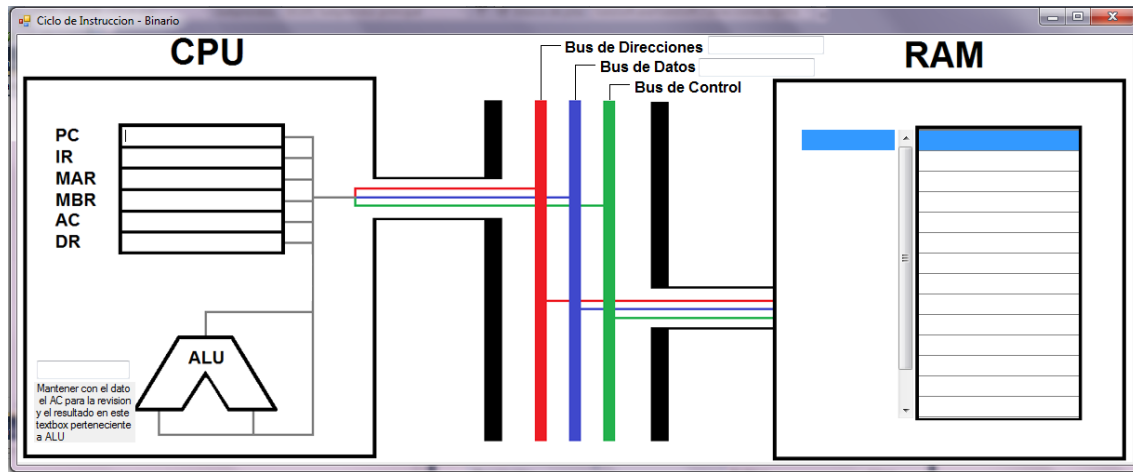 Ciclo de Instruccion - Binario
CPU
Bus de Direcciones
Bus de Datos
Bus de Control
RAM
PC
IR
MAR
MBR
AC
DR
ALU
Mantener con el dato
el AC para la revision
y el resultado en este
textbox perteneciente
a ALU